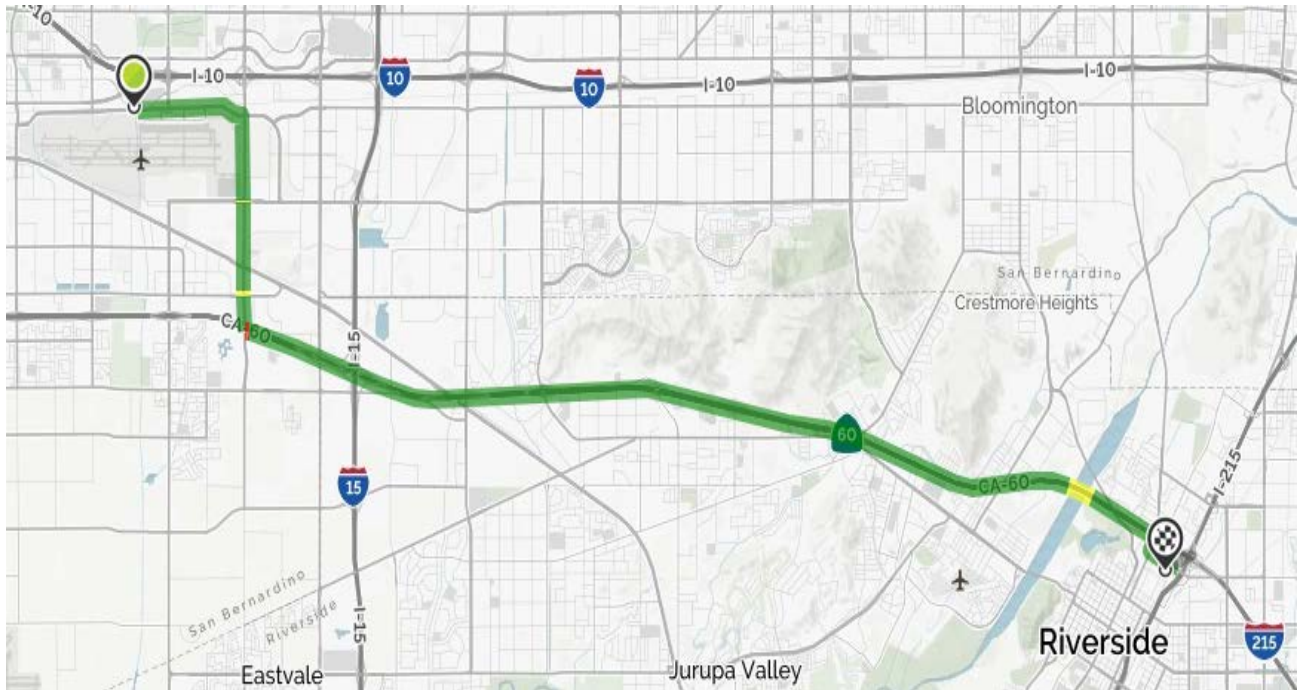 I-10
I-10
10
10
I-10
I-10
Bloomington
San Bernardino
Crestmore Heights
CA-60
I-15
60
CA-60
I-215
15
San Bernardino
Riverside
I-15
Eastvale
Jurupa Valley
Riverside
215